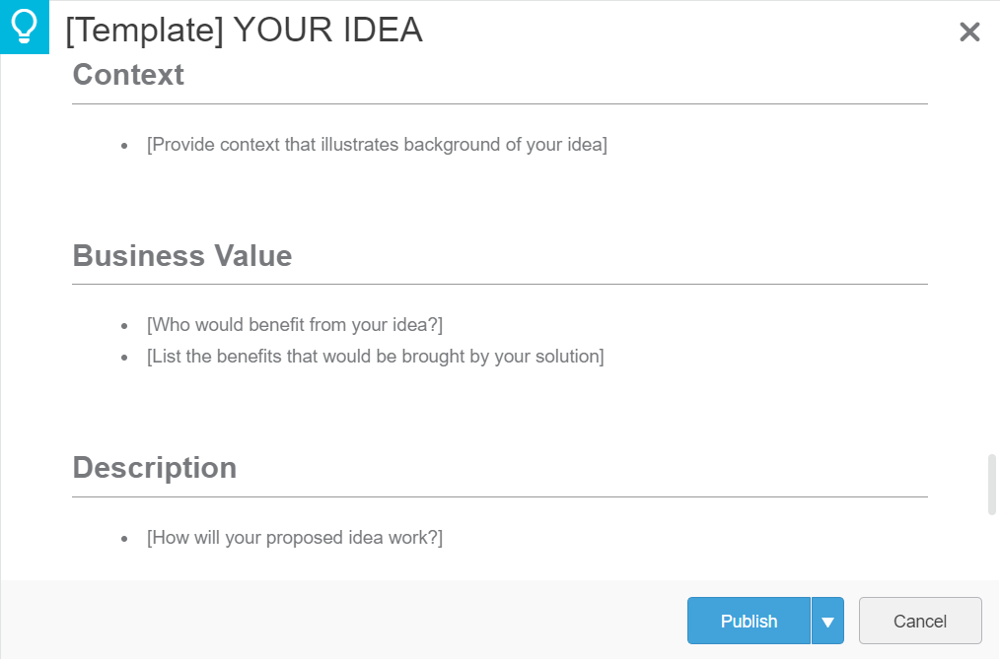 [Template] YOUR IDEA
Context
• [Provide context that illustrates background of your idea]
Business Value
• [Who would benefit from your idea?]
• [List the benefits that would be brought by your solution]
Description
• [How will your proposed idea work?]
Publish
Cancel